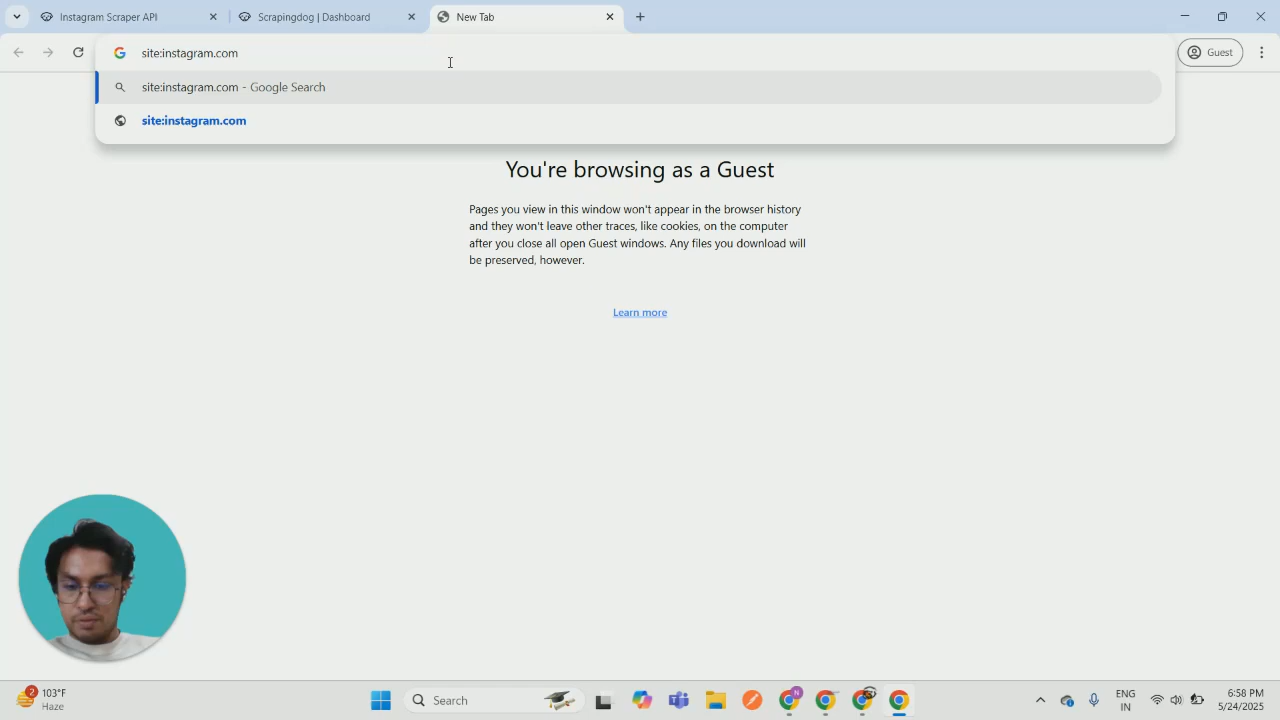 Instagram Scraper API
Scrapingdog | Dashboard
New Tab
site:instagram.com
Guest
site:instagram.com - Google Search
site:instagram.com
You're browsing as a Guest
Pages you view in this window won't appear in the browser history
and they won't leave other traces, like cookies, on the computer
after you close all open Guest windows. Any files you download will
be preserved, however.
Learn more
2
103°F
Haze
Search
N
ENG
IN
6:58 PM
5/24/2025